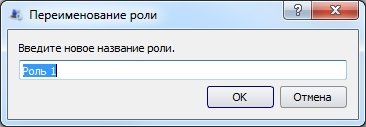 Переименование роли
Введите новое название роли.
Роль 1
OK
Отмена